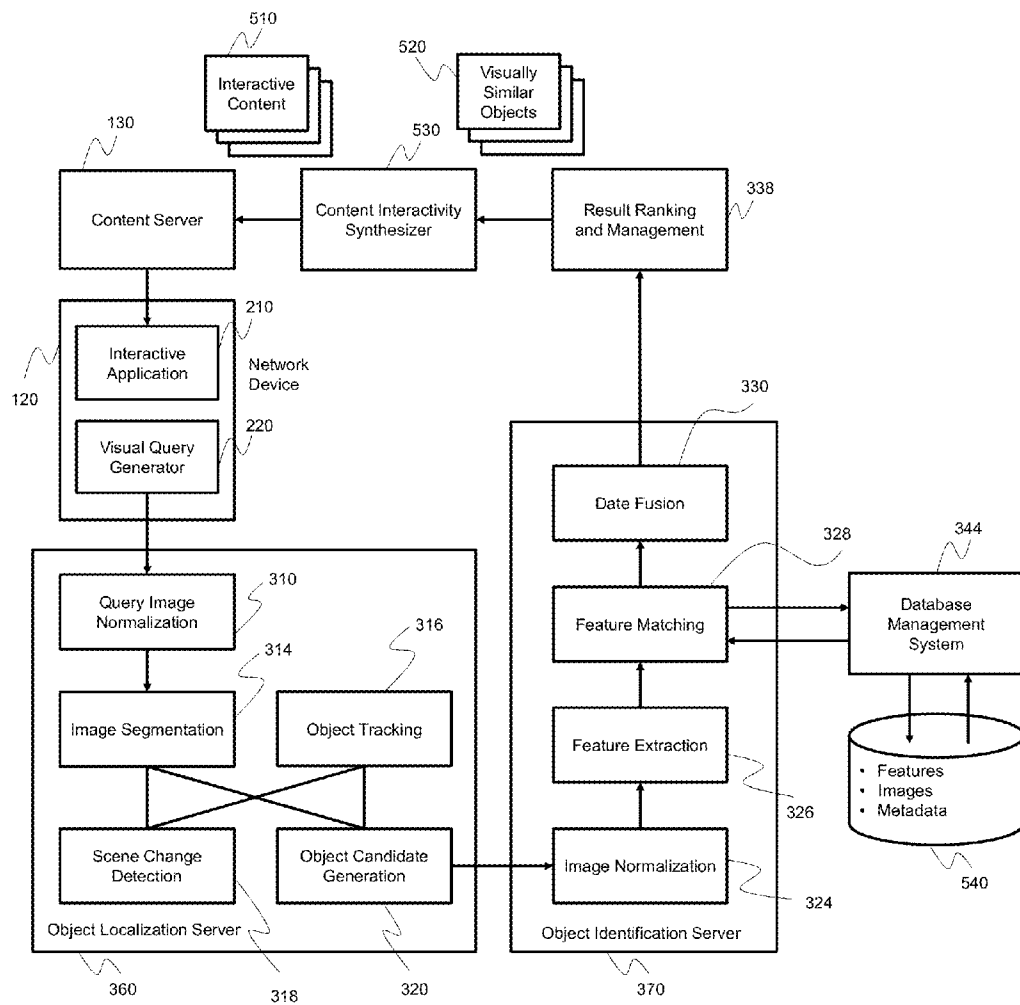 510
Interactive
Content
520
Visually
Similar
Objects
130
Content Server
530
Content Interactivity
Synthesizer
338
Result Ranking
and Management
210
Interactive
Application
Network
Device
120
220
Visual Query
Generator
330
Date Fusion
310
Query Image
Normalization
328
Feature Matching
344
Database
Management
System
314
Image Segmentation
316
Object Tracking
Feature Extraction
326
• Features
• Images
• Metadata
540
Scene Change
Detection
Object Candidate
Generation
Image Normalization
324
Object Localization Server
Object Identification Server
360
318
320
370